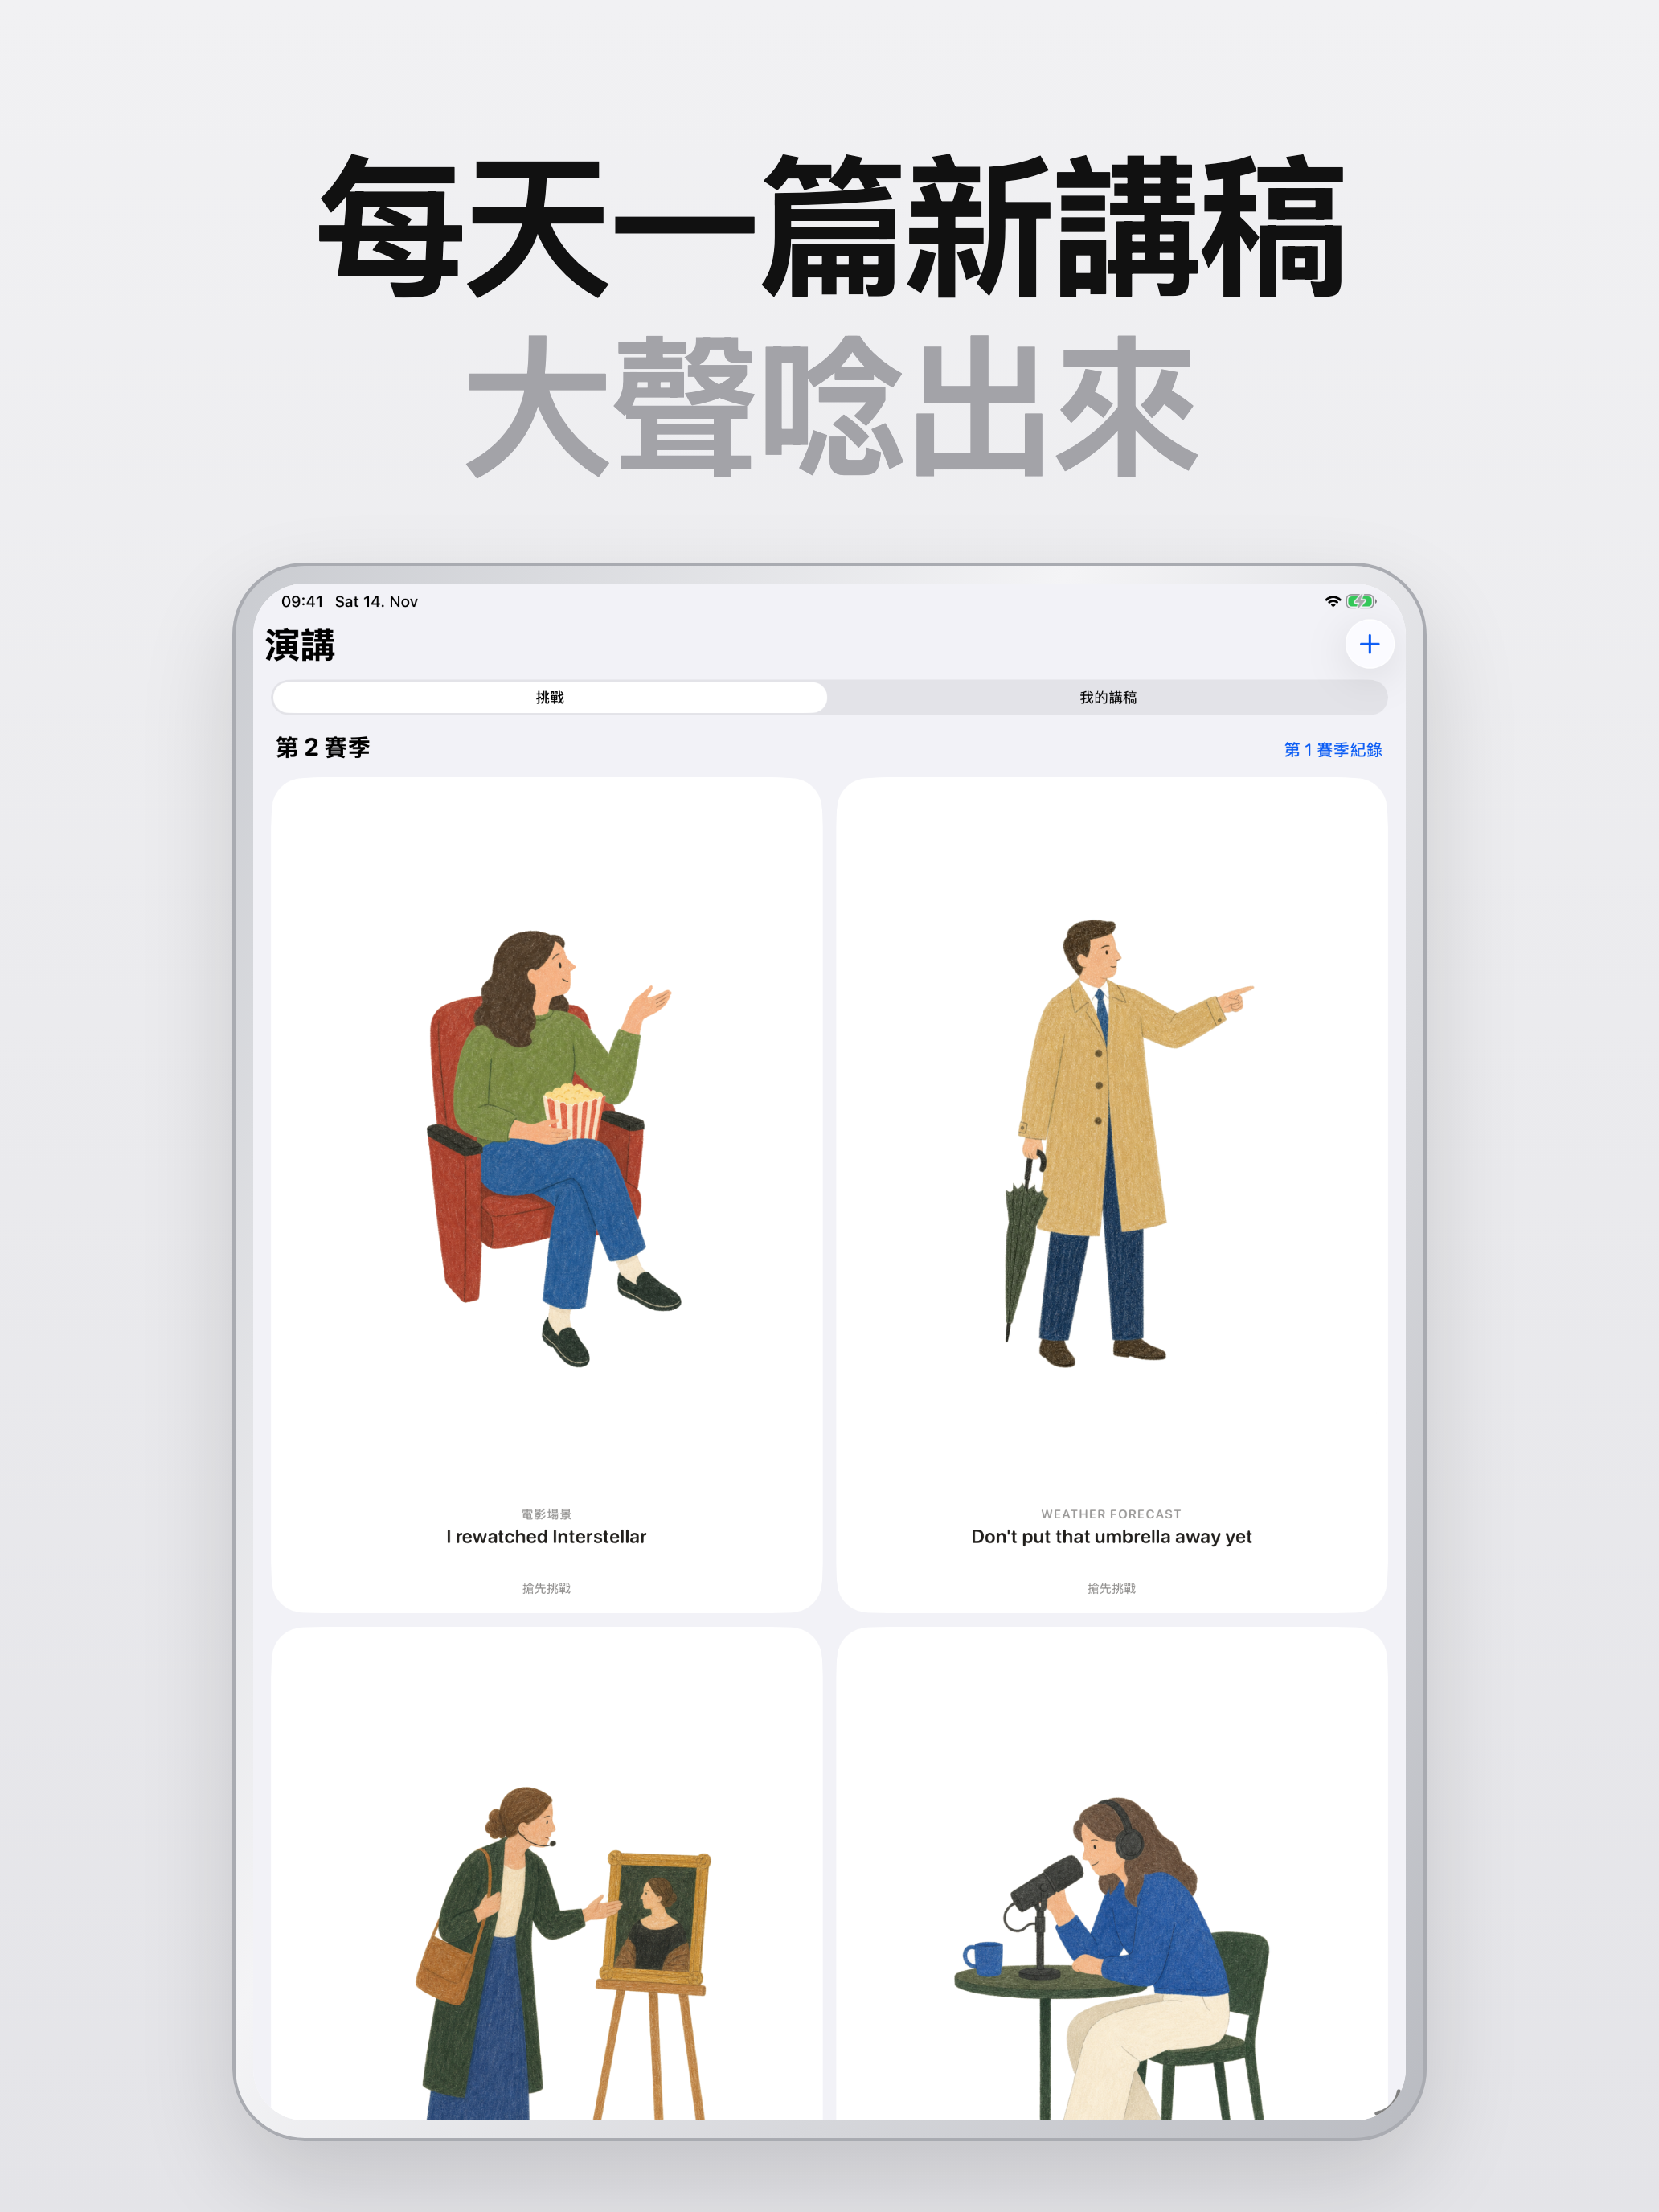 每天一篇新講稿
大聲唸出來
09:41 Sat 14. Nov
演講
挑戰
我的講稿
第 2 賽季
第 1 賽季紀錄
電影場景
I rewatched Interstellar
搶先挑戰
WEATHER FORECAST
Don't put that umbrella away yet
搶先挑戰